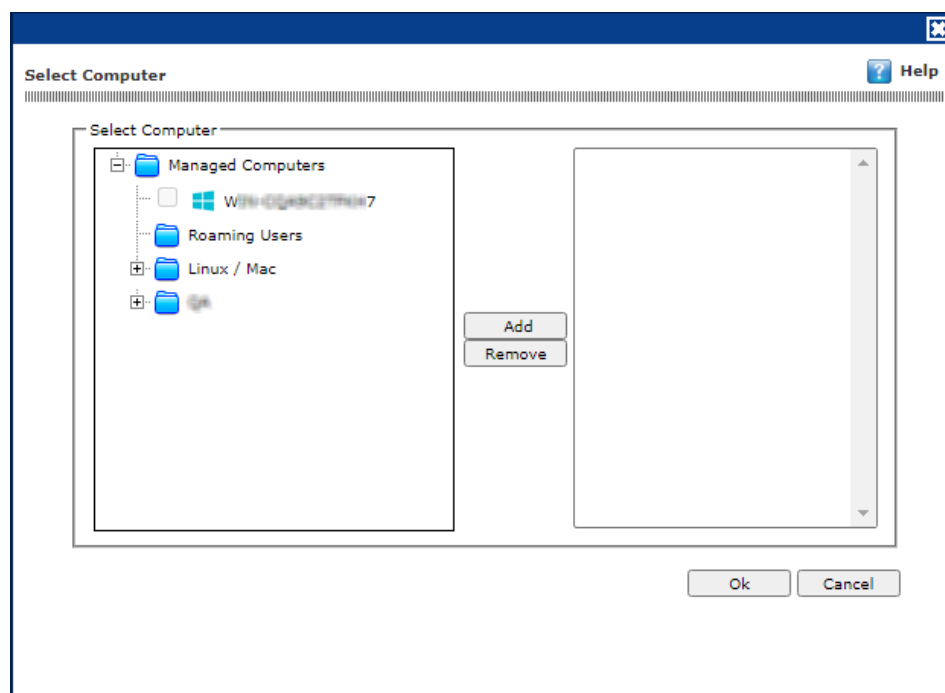 Select Computer
Help
Select Computer
Managed Computers
Roaming Users
Linux / Mac
Add
Remove
Ok
Cancel